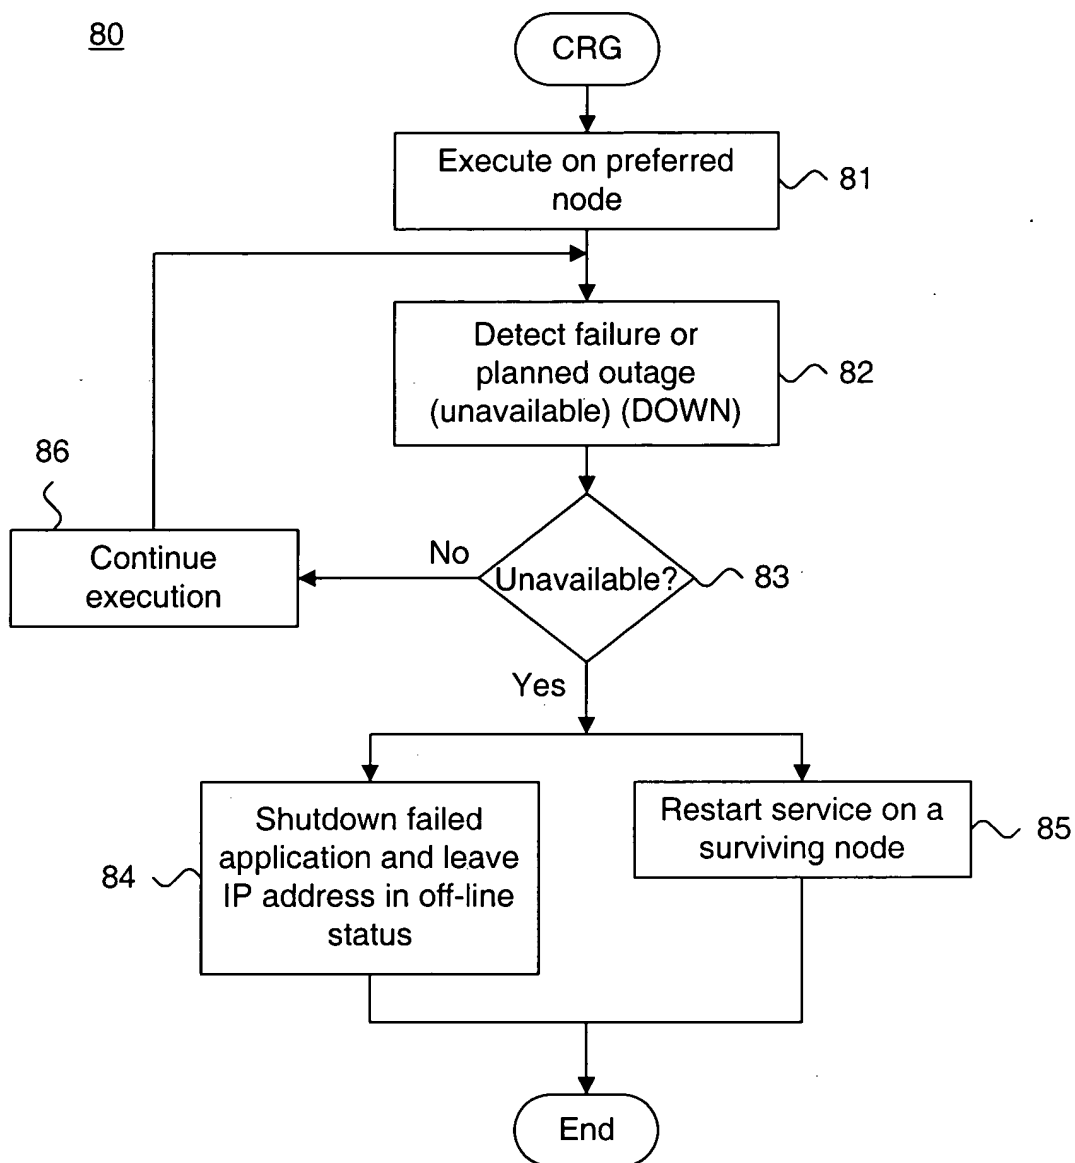 80
CRG
Execute on preferred
node
81
Detect failure or
planned outage
(unavailable) (DOWN)
82
86
Continue
execution
No
Unavailable?
83
Yes
Shutdown failed
application and leave
IP address in off-line
status
84
Restart service on a
surviving node
85
End